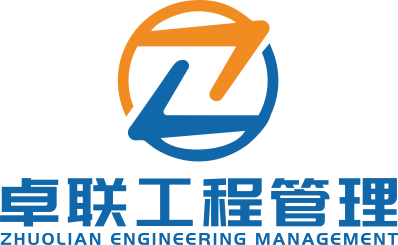 卓联工程管理
ZHUOLIAN ENGINEERING MANAGEMENT